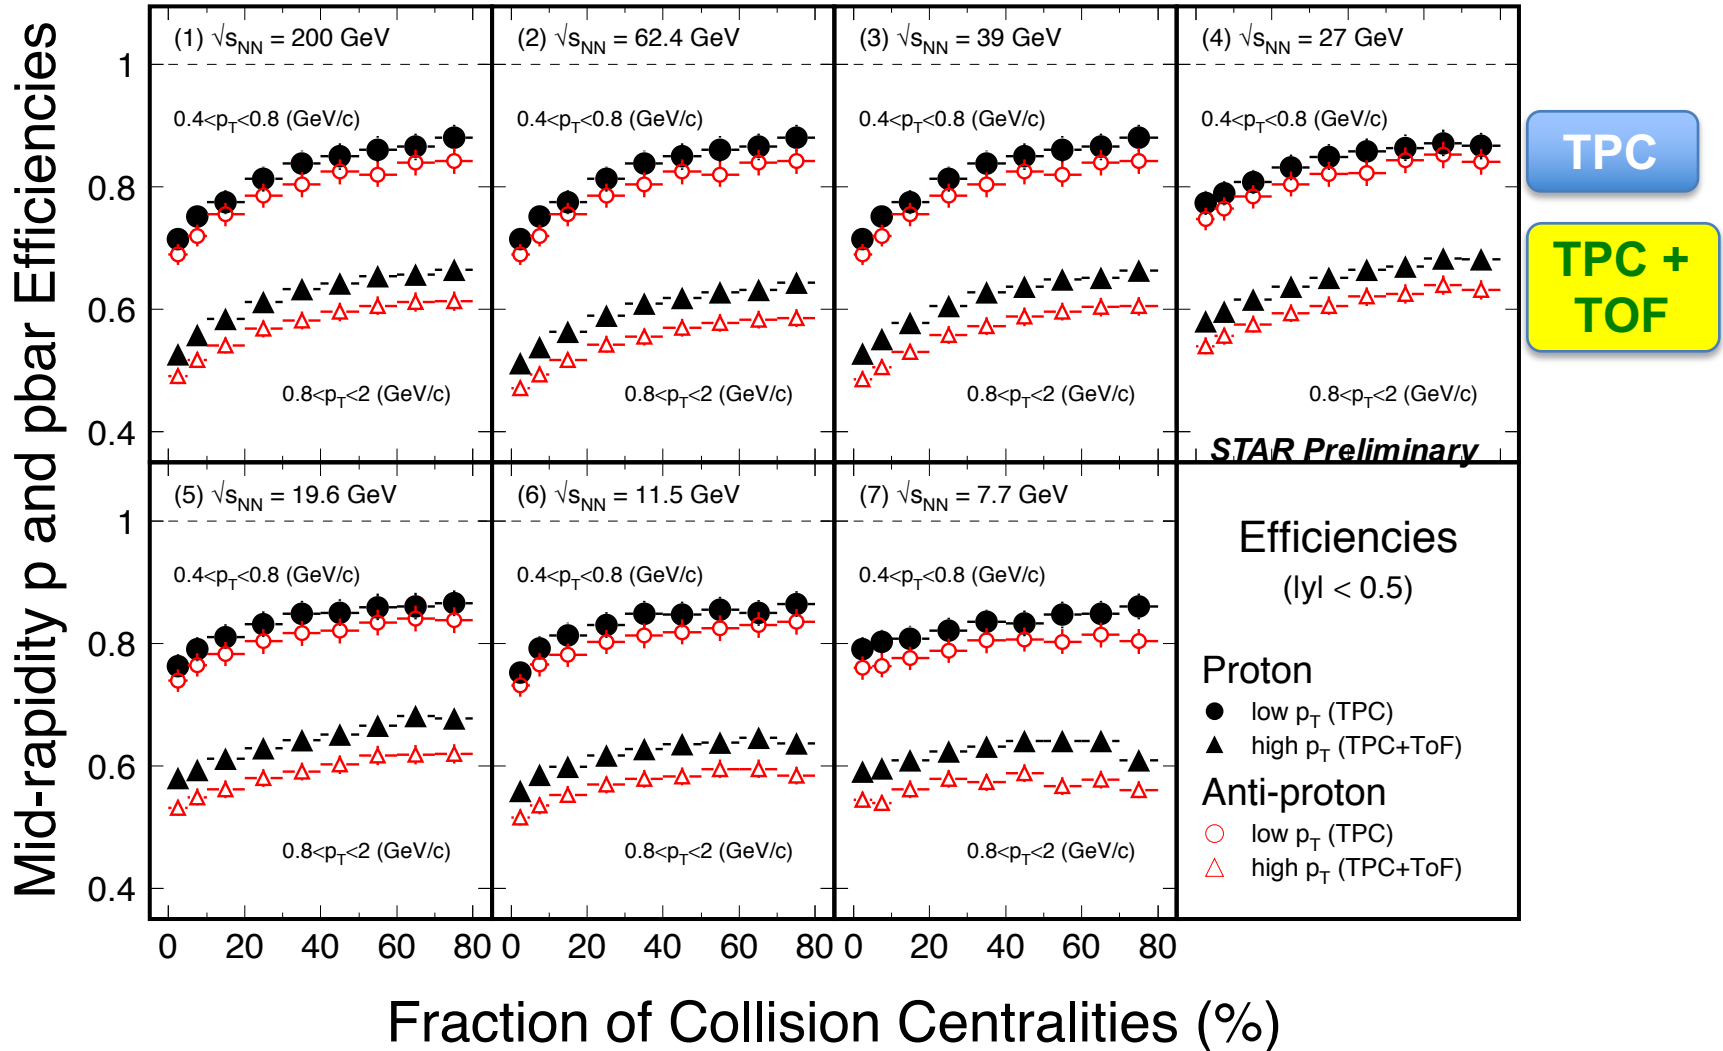 Mid-rapidity p and pbar Efficiencies
(1) √sNN = 200 GeV
(2) √sNN = 62.4 GeV
(3) √sNN = 39 GeV
(4) √sNN = 27 GeV
1
0.4<pT<0.8 (GeV/c)
0.4<pT<0.8 (GeV/c)
0.4<pT<0.8 (GeV/c)
0.4<pT<0.8 (GeV/c)
TPC
0.8
TPC +
TOF
0.6
0.8<pT<2 (GeV/c)
0.8<pT<2 (GeV/c)
0.8<pT<2 (GeV/c)
0.8<pT<2 (GeV/c)
0.4
STAR Preliminary
(5) √sNN = 19.6 GeV
(6) √sNN = 11.5 GeV
(7) √sNN = 7.7 GeV
1
0.4<pT<0.8 (GeV/c)
0.4<pT<0.8 (GeV/c)
0.4<pT<0.8 (GeV/c)
0.8
0.6
0.8<pT<2 (GeV/c)
0.8<pT<2 (GeV/c)
0.8<pT<2 (GeV/c)
0.4
Efficiencies
(|y| < 0.5)
Proton
low pT (TPC)
high pT (TPC+ToF)
Anti-proton
low pT (TPC)
high pT (TPC+ToF)
0 20 40 60 80
0 20 40 60 80
0 20 40 60 80
Fraction of Collision Centralities (%)